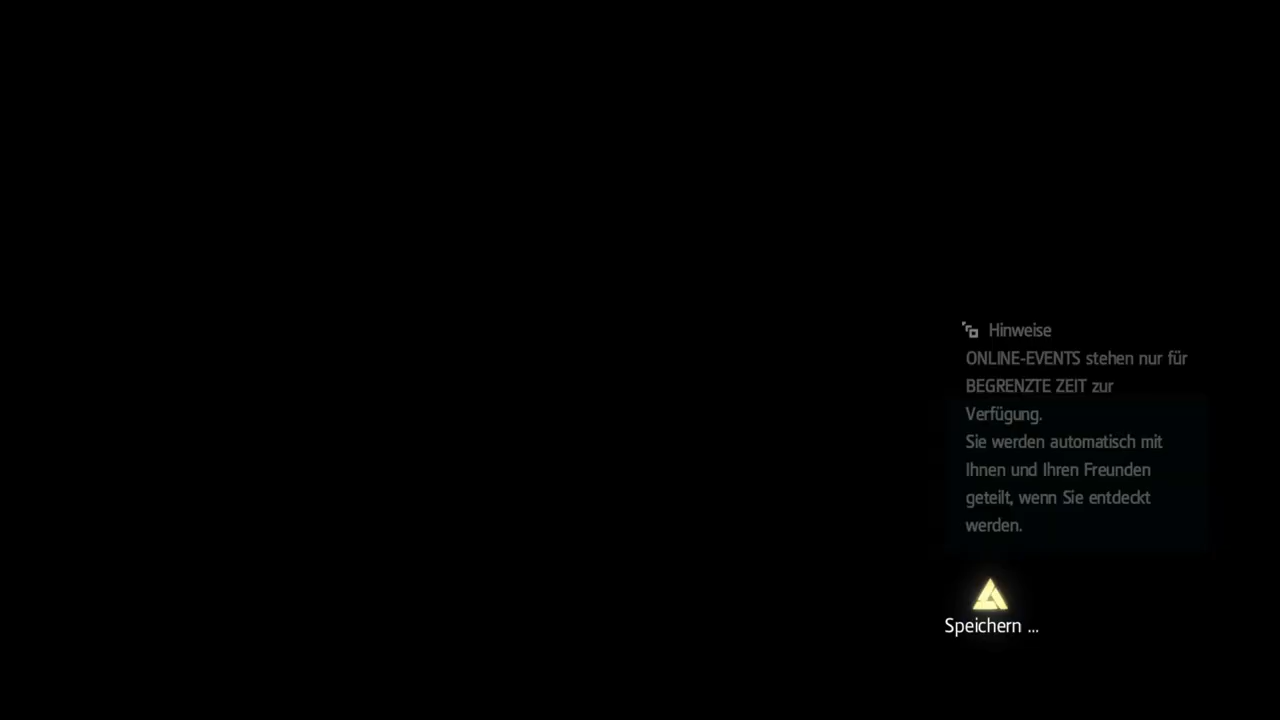 Hinweise
ONLINE-EVENTS stehen nur für
BEGRENZTE ZEIT zur
Verfügung.
Sie werden automatisch mit
Ihnen und Ihren Freunden
geteilt, wenn Sie entdeckt
werden.
Speichern ...